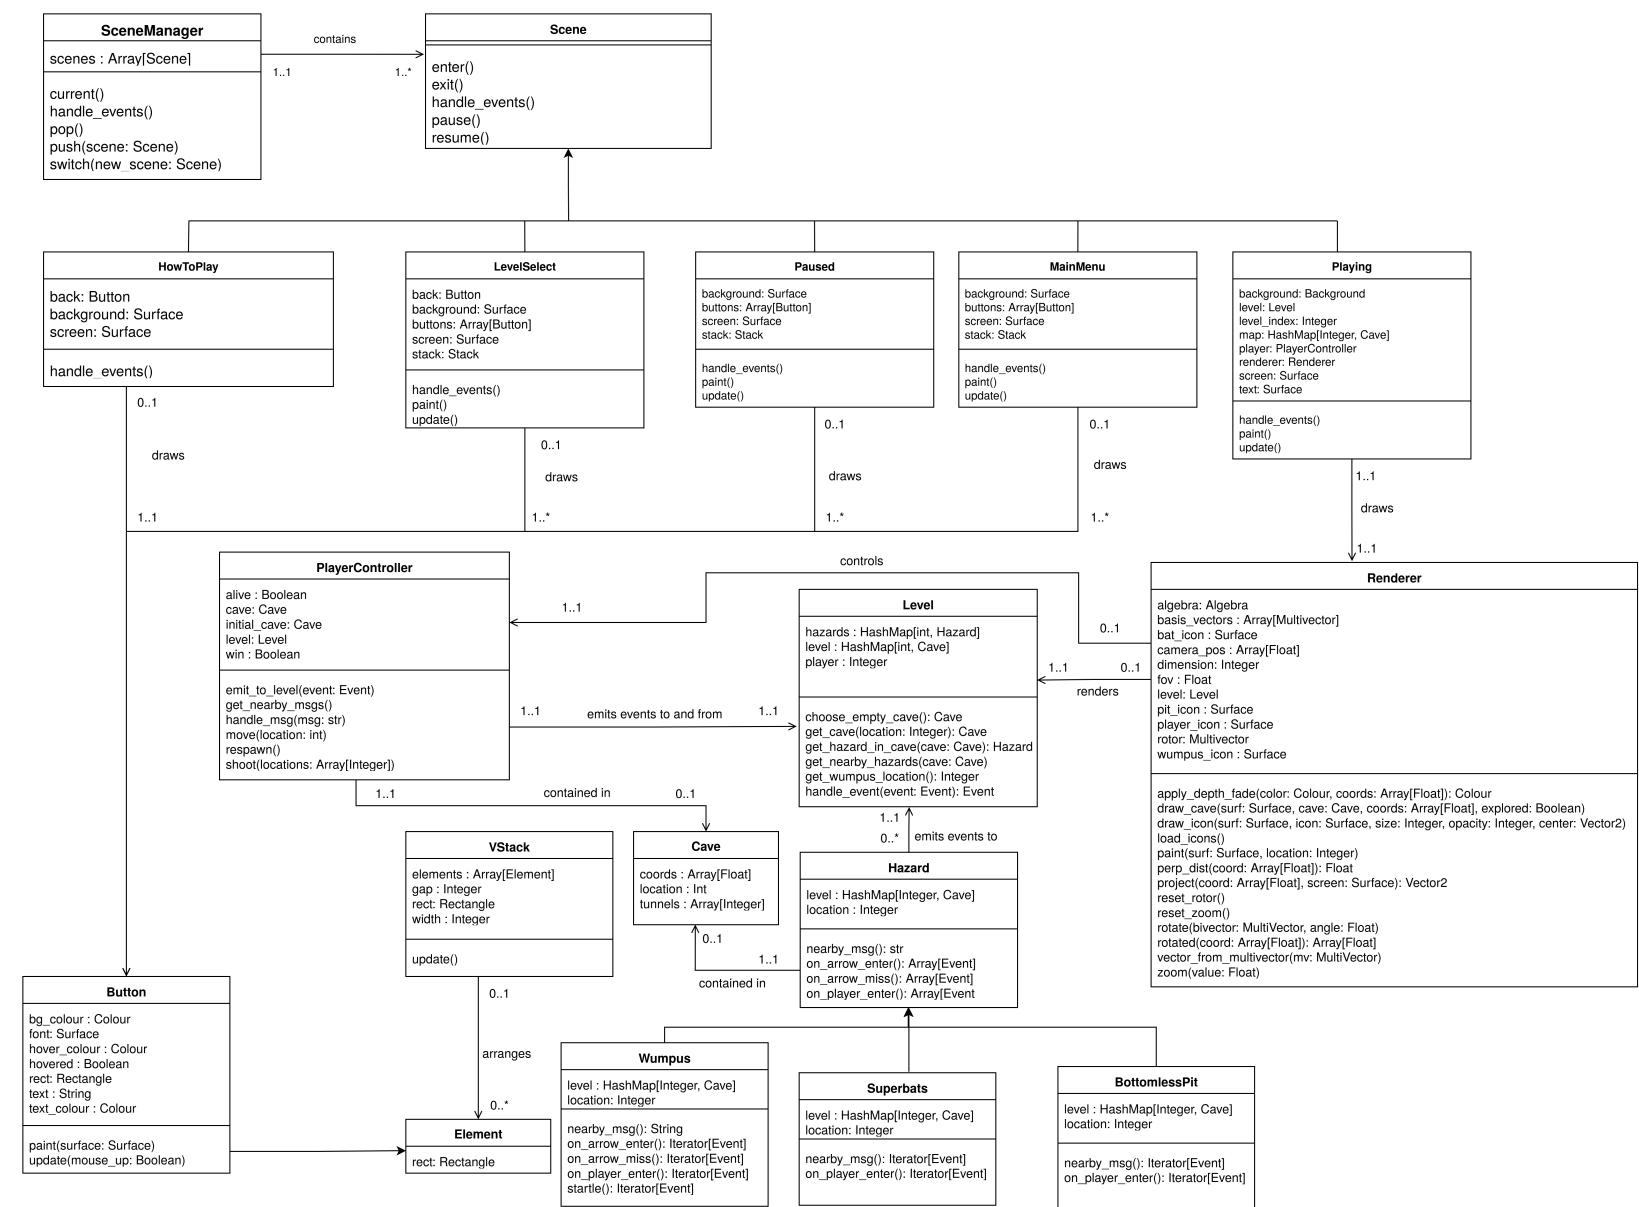 SceneManager
scenes : Array[Scene]
current()
handle_events()
pop()
push(scene: Scene)
switch(new_scene: Scene)
contains
1..1
1..*
Scene
enter()
exit()
handle_events()
pause()
resume()
HowToPlay
back: Button
background: Surface
screen: Surface
handle_events()
LevelSelect
back: Button
background: Surface
buttons: Array[Button]
screen: Surface
stack: Stack
handle_events()
paint()
update()
Paused
background: Surface
buttons: Array[Button]
screen: Surface
stack: Stack
handle_events()
paint()
update()
MainMenu
background: Surface
buttons: Array[Button]
screen: Surface
stack: Stack
handle_events()
paint()
update()
Playing
background: Background
level: Level
level_index: Integer
map: HashMap[Integer, Cave]
player: PlayerController
renderer: Renderer
screen: Surface
text: Surface
handle_events()
paint()
update()
0..1
draws
1..1
0..1
draws
1..*
0..1
draws
1..*
0..1
draws
1..*
1..1
draws
1..1
PlayerController
alive : Boolean
cave: Cave
initial_cave: Cave
level: Level
win : Boolean
emit_to_level(event: Event)
get_nearby_msgs()
handle_msg(msg: str)
move(location: int)
respawn()
shoot(locations: Array[Integer])
controls
1..1
0..1
Level
hazards : HashMap[int, Hazard]
level : HashMap[int, Cave]
player : Integer
choose_empty_cave(): Cave
get_cave(location: Integer): Cave
get_hazard_in_cave(cave: Cave): Hazard
get_nearby_hazards(cave: Cave)
get_wumpus_location(): Integer
handle_event(event: Event): Event
1..1
0..1
renders
1..1
emits events to and from
1..1
Renderer
algebra: Algebra
basis_vectors : Array[Multivector]
bat_icon : Surface
camera_pos : Array[Float]
dimension: Integer
fov : Float
level: Level
pit_icon : Surface
player_icon : Surface
rotor: Multivector
wumpus_icon : Surface
apply_depth_fade(color: Colour, coords: Array[Float]): Colour
draw_cave(surf: Surface, cave: Cave, coords: Array[Float], explored: Boolean)
draw_icon(surf: Surface, icon: Surface, size: Integer, opacity: Integer, center: Vector2)
load_icons()
paint(surf: Surface, location: Integer)
perp_dist(coord: Array[Float]): Float
project(coord: Array[Float], screen: Surface): Vector2
reset_rotor()
reset_zoom()
rotate(bivector: MultiVector, angle: Float)
rotated(coord: Array[Float]): Array[Float]
vector_from_multivector(mv: MultiVector)
zoom(value: Float)
1..1
contained in
0..1
1..1
0..*
emits events to
VStack
elements : Array[Element]
gap : Integer
rect: Rectangle
width : Integer
update()
Cave
coords : Array[Float]
location : Int
tunnels : Array[Integer]
0..1
1..1
contained in
Hazard
level : HashMap[Integer, Cave]
location : Integer
nearby_msg(): str
on_arrow_enter(): Array[Event]
on_arrow_miss(): Array[Event]
on_player_enter(): Array[Event
Button
bg_colour : Colour
font: Surface
hover_colour : Colour
hovered : Boolean
rect: Rectangle
text : String
text_colour : Colour
paint(surface: Surface)
update(mouse_up: Boolean)
0..1
arranges
0..*
Element
rect: Rectangle
Wumpus
level : HashMap[Integer, Cave]
location: Integer
nearby_msg(): String
on_arrow_enter(): Iterator[Event]
on_arrow_miss(): Iterator[Event]
on_player_enter(): Iterator[Event]
startle(): Iterator[Event]
Superbats
level : HashMap[Integer, Cave]
location: Integer
nearby_msg(): Iterator[Event]
on_player_enter(): Iterator[Event]
BottomlessPit
level : HashMap[Integer, Cave]
location: Integer
nearby_msg(): Iterator[Event]
on_player_enter(): Iterator[Event]